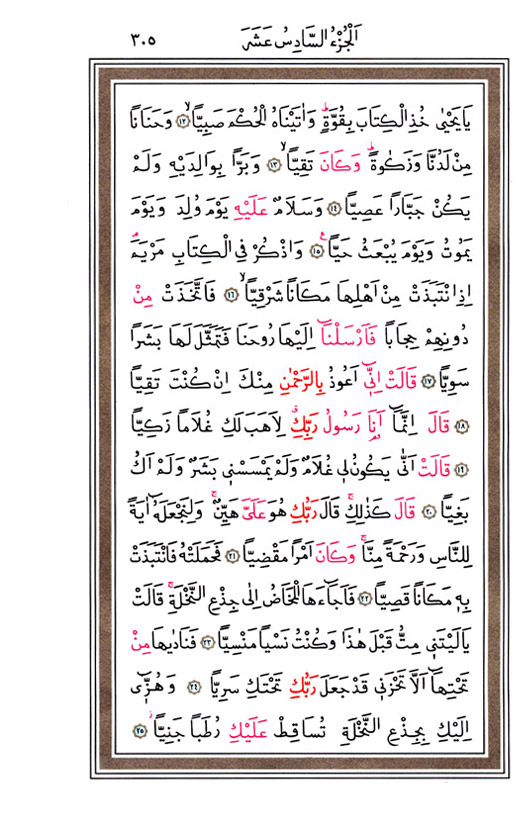 اَلْجُزْءُ السَّادِسُ عَشَرَ ٣٠٥
يَايَحْيٰى خُذِ الْكِتَابَ بِقُوَّةٍۜ وَاٰتَيْنَاهُ الْحُكْمَ صَبِيًّاۙ ﴿١٢﴾ وَحَنَانًا
مِنْ لَدُنَّا وَزَكٰوةًۜ وَكَانَ تَقِيًّاۙ ﴿١٣﴾ وَبَرًّا بِوَالِدَيْهِ وَلَمْ
يَكُنْ جَبَّارًا عَصِيًّا ﴿١٤﴾ وَسَلَامٌ عَلَيْهِ يَوْمَ وُلِدَ وَيَوْمَ
يَمُوتُ وَيَوْمَ يُبْعَثُ حَيًّاۚ ﴿١٥﴾ وَاذْكُرْ فِي الْكِتَابِ مَرْيَمَۢ
اِذِ انْتَبَذَتْ مِنْ اَهْلِهَا مَكَانًا شَرْقِيًّاۙ ﴿١٦﴾ فَاتَّخَذَتْ مِنْ
دُونِهِمْ حِجَابًا فَاَرْسَلْنَٓا اِلَيْهَا رُوحَنَا فَتَمَثَّلَ لَهَا بَشَرًا
سَوِيًّا ﴿١٧﴾ قَالَتْ اِنّ۪ٓي اَعُوذُ بِالرَّحْمٰنِ مِنْكَ اِنْ كُنْتَ تَقِيًّا
﴿١٨﴾ قَالَ اِنَّمَٓا اَنَا۬ رَسُولُ رَبِّكِۗ لِاَهَبَ لَكِ غُلَامًا زَكِيًّا
﴿١٩﴾ قَالَتْ اَنّٰى يَكُونُ ل۪ي غُلَامٌ وَلَمْ يَمْسَسْن۪ي بَشَرٌ وَلَمْ اَكُ
بَغِيًّا ﴿٢٠﴾ قَالَ كَذٰلِكِۚ قَالَ رَبُّكِ هُوَ عَلَيَّ هَيِّنٌۚ وَلِنَجْعَلَهُٓ اٰيَةً
لِلنَّاسِ وَرَحْمَةً مِنَّاۚ وَكَانَ اَمْرًا مَقْضِيًّا ﴿٢١﴾ فَحَمَلَتْهُ فَانْتَبَذَتْ
بِه۪ مَكَانًا قَصِيًّا ﴿٢٢﴾ فَاَجَٓاءَهَا الْمَخَاضُ اِلٰى جِذْعِ النَّخْلَةِۚ قَالَتْ
يَالَيْتَن۪ي مِتُّ قَبْلَ هٰذَا وَكُنْتُ نَسْيًا مَنْسِيًّا ﴿٢٣﴾ فَنَادٰيهَا مِنْ
تَحْتِهَٓا اَلَّا تَحْزَن۪ي قَدْ جَعَلَ رَبُّكِ تَحْتَكِ سَرِيًّا ﴿٢٤﴾ وَهُزّ۪ٓي
اِلَيْكِ بِجِذْعِ النَّخْلَةِ تُسَاقِطْ عَلَيْكِ رُطَبًا جَنِيًّاۘ ﴿٢٥﴾